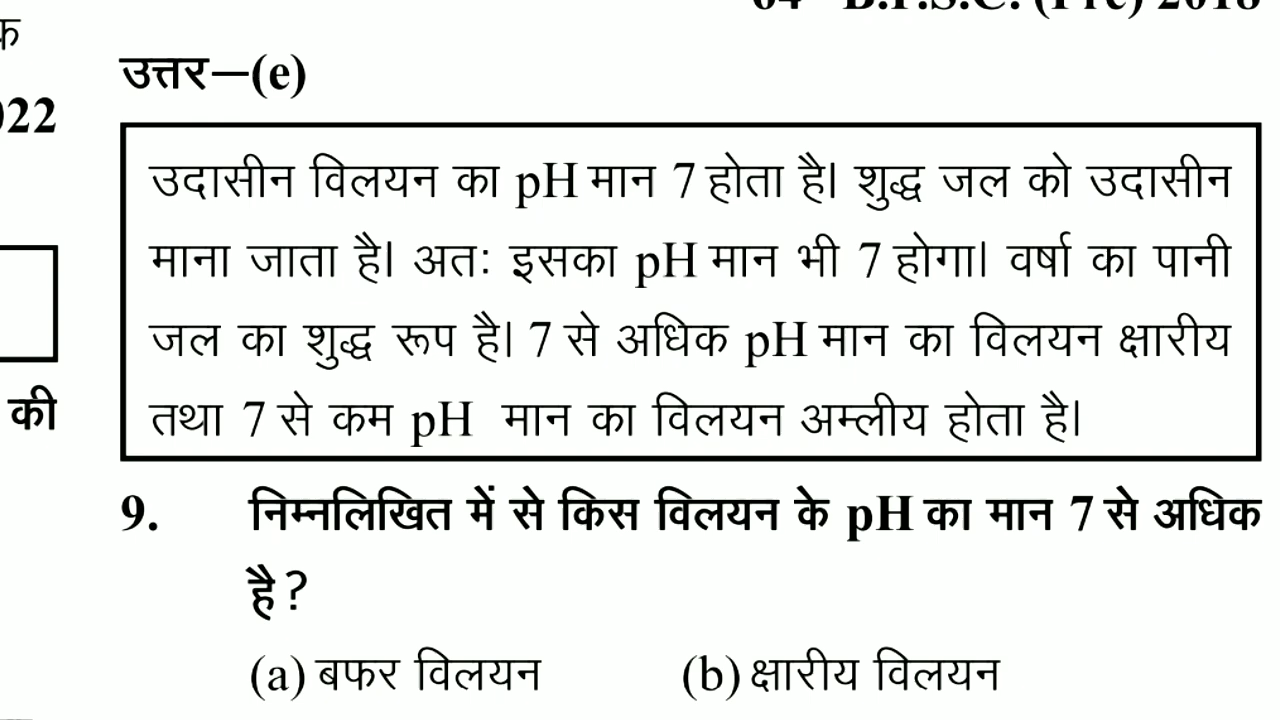 022
की
उत्तर—(e)
उदासीन विलयन का pH मान 7 होता है। शुद्ध जल को उदासीन
माना जाता है। अतः इसका pH मान भी 7 होगा। वर्षा का पानी
जल का शुद्ध रूप है। 7 से अधिक pH मान का विलयन क्षारीय
तथा 7 से कम pH मान का विलयन अम्लीय होता है।
9. निम्नलिखित में से किस विलयन के pH का मान 7 से अधिक
है?
(a) बफर विलयन (b) क्षारीय विलयन